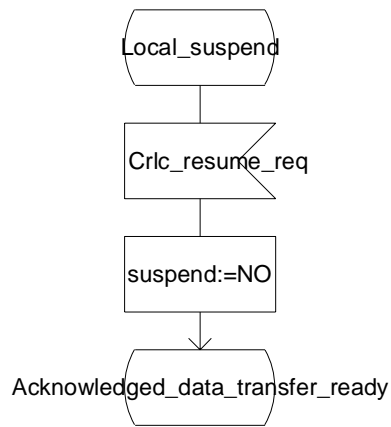 Local_suspend
Crlc_resume_req
suspend:=NO
Acknowledged_data_transfer_ready